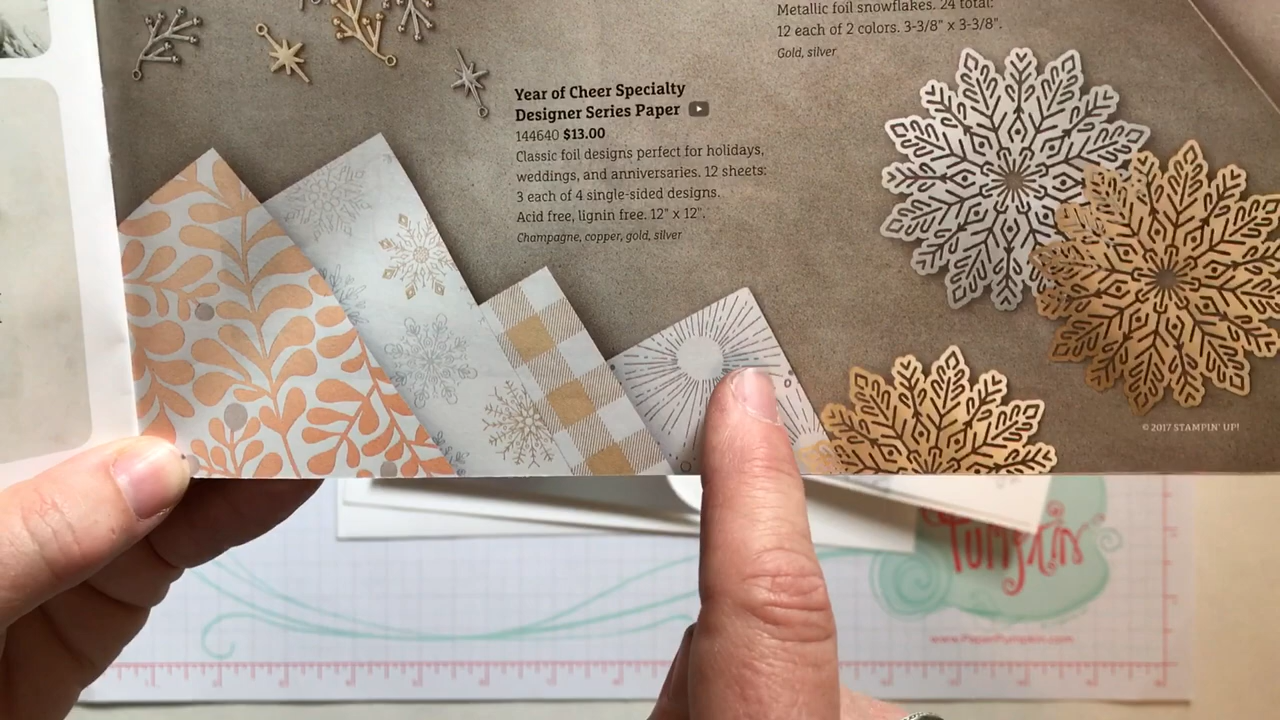 Metallic foil snowflakes. 24 total:
12 each of 2 colors. 3-3/8" x 3-3/8".
Gold, silver
Year of Cheer Specialty
Designer Series Paper
144640 $13.00
Classic foil designs perfect for holidays,
weddings, and anniversaries. 12 sheets:
3 each of 4 single-sided designs.
Acid free, lignin free. 12" x 12".
Champagne, copper, gold, silver
© 2017 STAMPIN' UP!
Pumpkin
www.PaperPumpkin.com